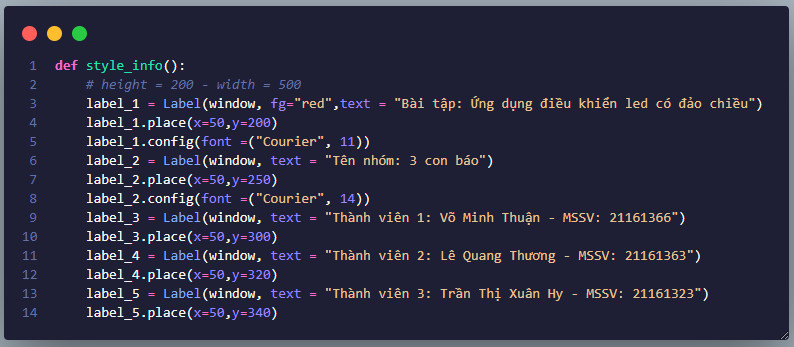 1 def style_info():
2 # height = 200 - width = 500
3 label_1 = Label(window, fg="red",text = "Bài tập: Ứng dụng điều khiển led có đảo chiều")
4 label_1.place(x=50,y=200)
5 label_1.config(font =("Courier", 11))
6 label_2 = Label(window, text = "Tên nhóm: 3 con báo")
7 label_2.place(x=50,y=250)
8 label_2.config(font =("Courier", 14))
9 label_3 = Label(window, text = "Thành viên 1: Võ Minh Thuận - MSSV: 21161366")
10 label_3.place(x=50,y=300)
11 label_4 = Label(window, text = "Thành viên 2: Lê Quang Thương - MSSV: 21161363")
12 label_4.place(x=50,y=320)
13 label_5 = Label(window, text = "Thành viên 3: Trần Thị Xuân Hy - MSSV: 21161323")
14 label_5.place(x=50,y=340)